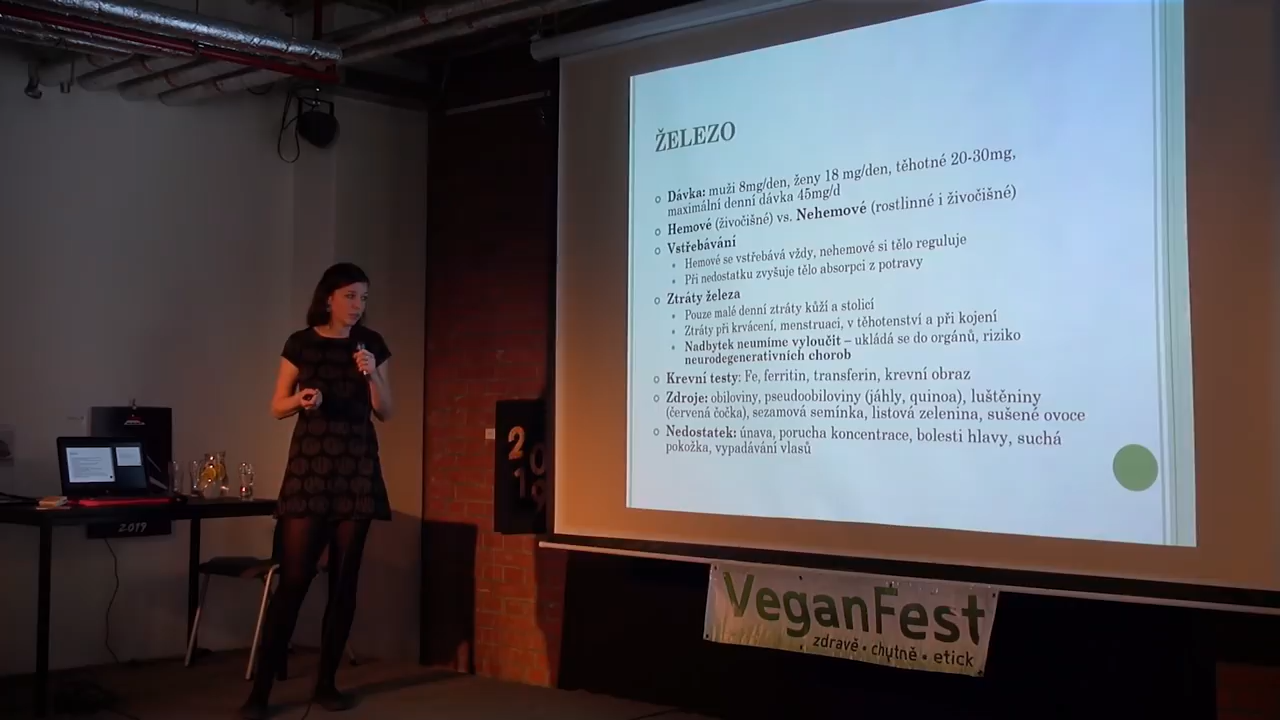 ŽELEZO
Dávka: muži 8mg/den, ženy 18 mg/den, těhotné 20-30mg,
maximální denní dávka 45mg/d
Hemové (živočišné) vs. Nehemové (rostlinné i živočišné)
Vstřebávání
Hemové se vstřebává vždy, nehemové si tělo reguluje
Při nedostatku zvyšuje tělo absorpci z potravy
Ztráty železa
Pouze malé denní ztráty kůží a stolicí
Ztráty při krvácení, menstruaci, v těhotenství a při kojení
Nadbytek neumíme vyloučit – ukládá se do orgánů, riziko
neurodegenerativních chorob
Krevní testy: Fe, ferritin, transferin, krevní obraz
Zdroje: obiloviny, pseudoobiloviny (jáhly, quinoa), luštěniny
(červená čočka), sezamová semínka, listová zelenina, sušené ovoce
Nedostatek: únava, porucha koncentrace, bolesti hlavy, suchá
pokožka, vypadávání vlasů
20
19
2019
VeganFest
zdravě • chutně • etick